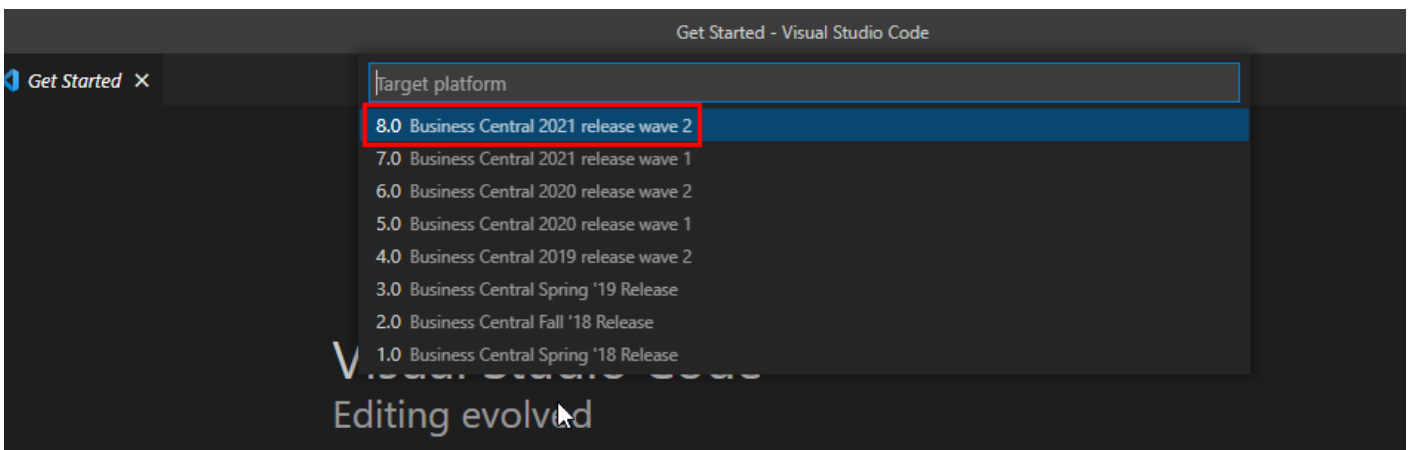 Get Started - Visual Studio Code
Get Started
Target platform
8.0 Business Central 2021 release wave 2
7.0 Business Central 2021 release wave 1
6.0 Business Central 2020 release wave 2
5.0 Business Central 2020 release wave 1
4.0 Business Central 2019 release wave 2
3.0 Business Central Spring '19 Release
2.0 Business Central Fall '18 Release
1.0 Business Central Spring '18 Release
Visual Studio Code
Editing evolved